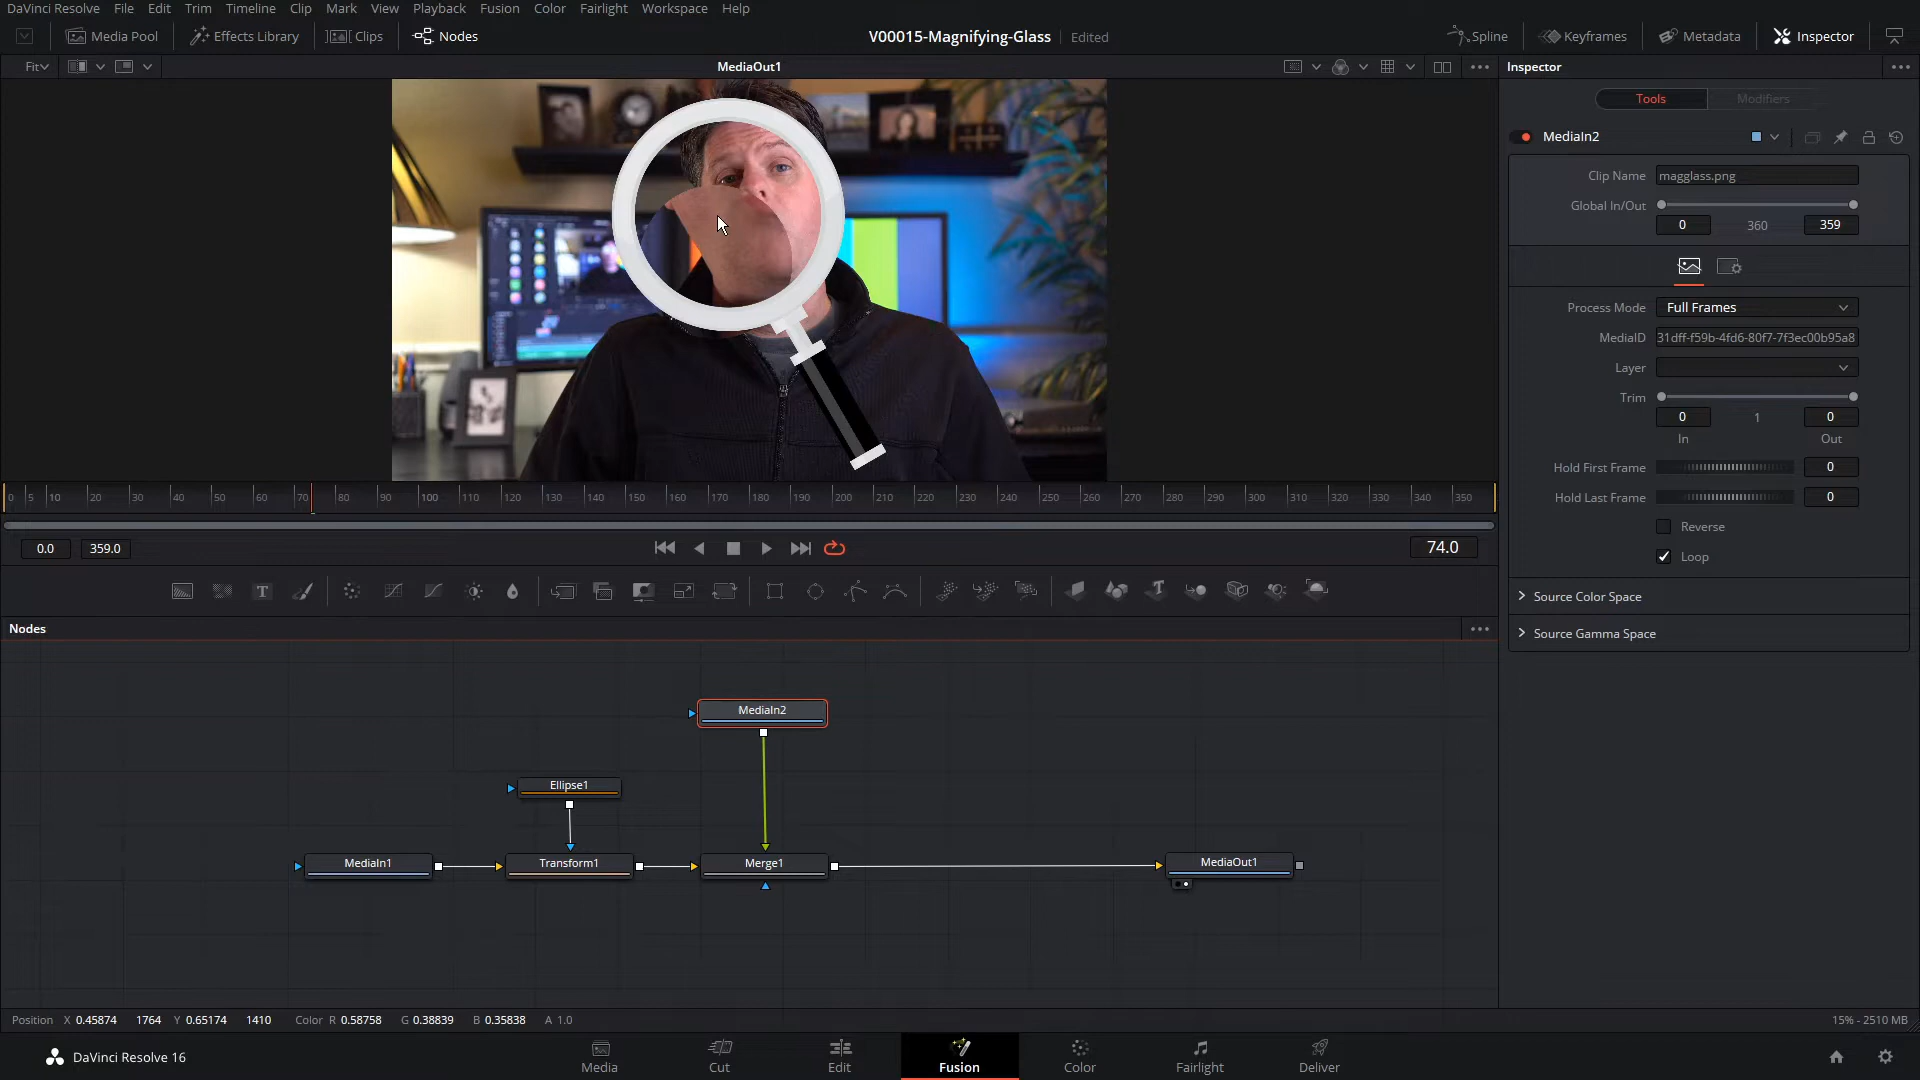 DaVinci Resolve File Edit Trim Timeline Clip Mark View Playback Fusion Color Fairlight Workspace Help
Media Pool Effects Library Clips Nodes V00015-Magnifying-Glass Edited Spline Keyframes Metadata Inspector
Fit MediaOut1 Inspector
Tools Modifiers
MediaIn2
Clip Name magglass.png
Global In/Out
0 360 359
Process Mode Full Frames
MediaID 31dff-f59b-4fd6-80f7-7f3ec00b95a8
Layer
Trim
0 1 0
In Out
Hold First Frame 0
Hold Last Frame 0
Reverse
Loop
Source Color Space
Source Gamma Space
0 5 10 20 30 40 50 60 70 80 90 100 110 120 130 140 150 160 170 180 190 200 210 220 230 240 250 260 270 280 290 300 310 320 330 340 350
0.0 359.0 74.0
Nodes
MediaIn2
Ellipse1
MediaIn1 Transform1 Merge1 MediaOut1
Position X 0.45874 1764 Y 0.65174 1410 Color R 0.58758 G 0.38839 B 0.35838 A 1.0 15% - 2510 MB
DaVinci Resolve 16 Media Cut Edit Fusion Color Fairlight Deliver